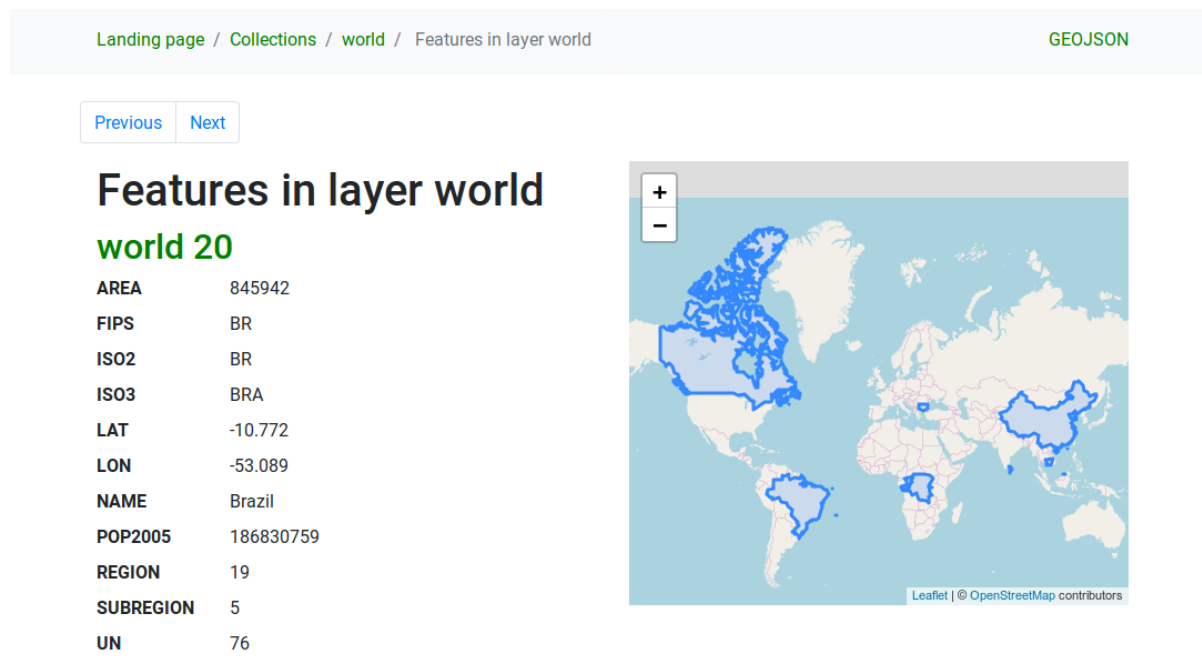 Landing page / Collections / world / Features in layer world GEOJSON
Previous Next
Features in layer world
world 20
AREA 845942
FIPS BR
ISO2 BR
ISO3 BRA
LAT -10.772
LON -53.089
NAME Brazil
POP2005 186830759
REGION 19
SUBREGION 5
UN 76
+
−
Leaflet | © OpenStreetMap contributors